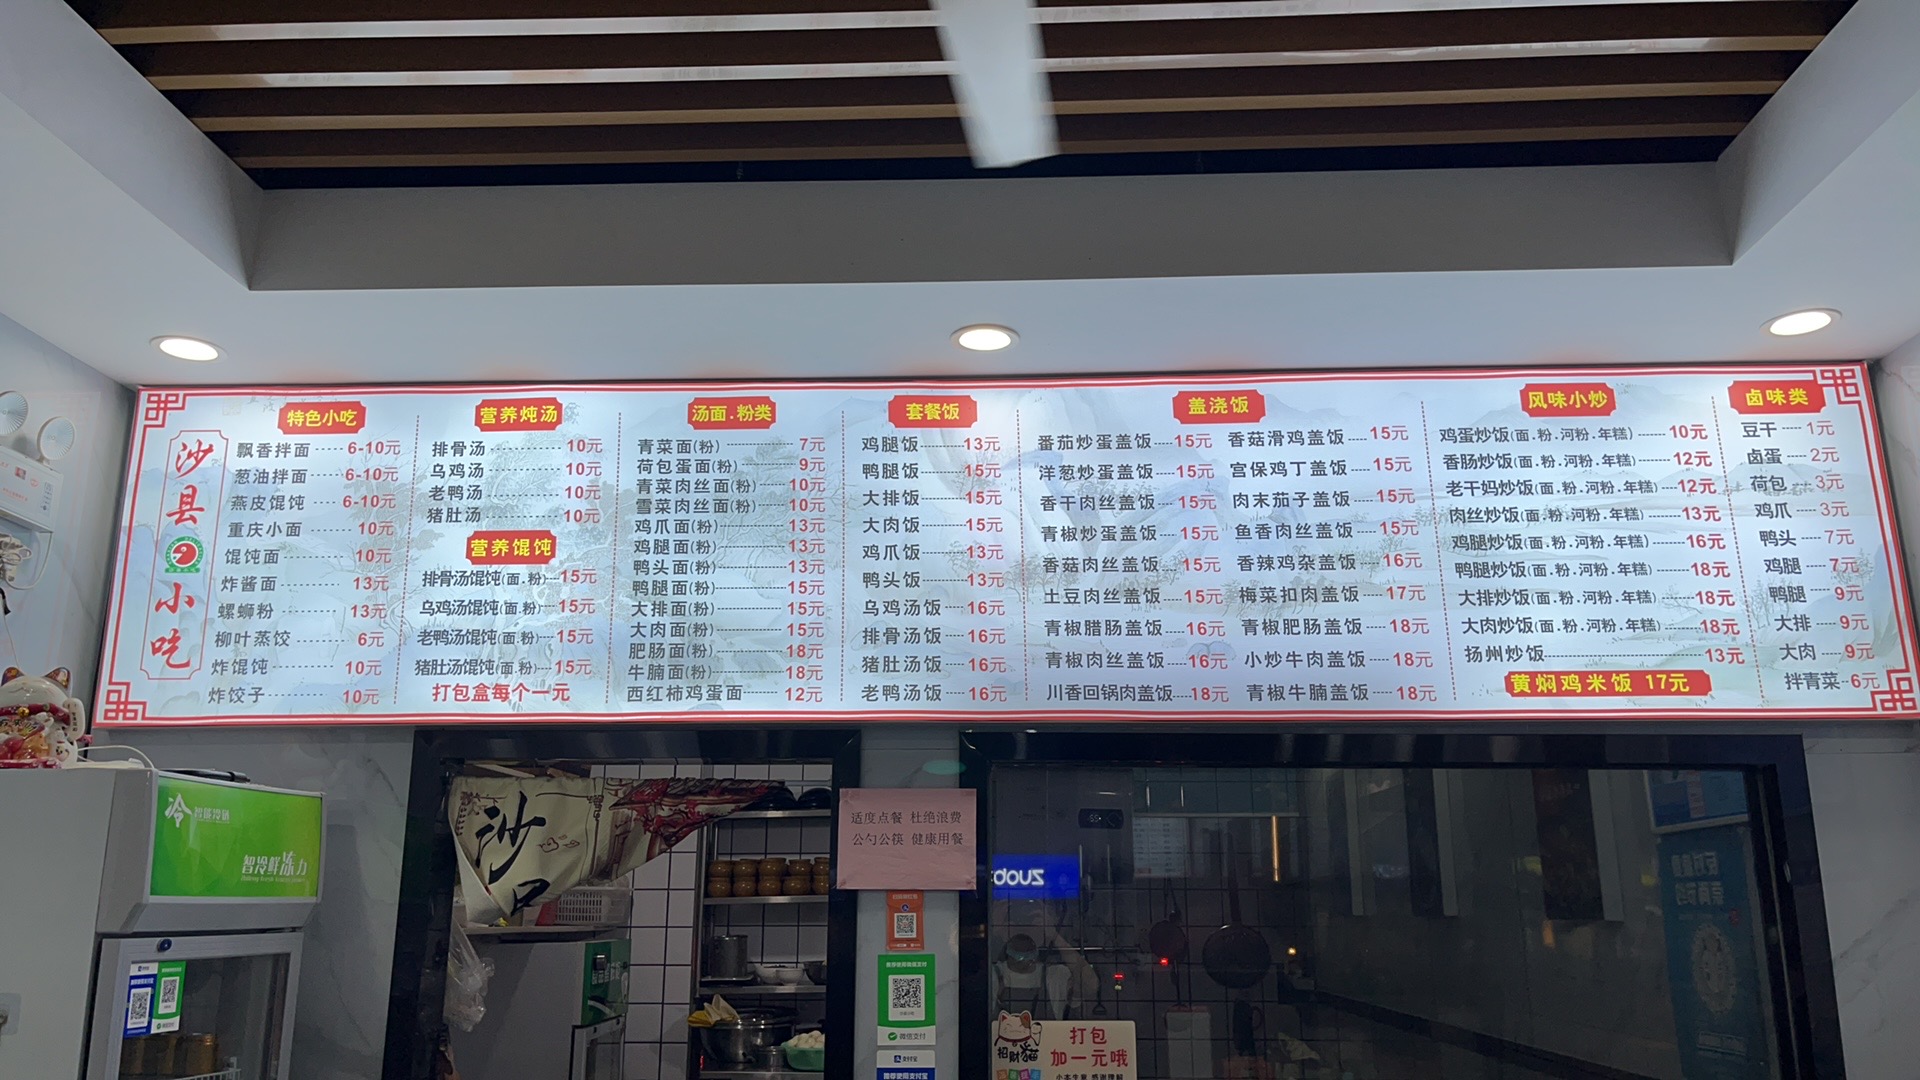 沙县小吃
特色小吃
飘香拌面 6-10元
葱油拌面 6-10元
燕皮馄饨 6-10元
重庆小面 10元
馄饨面 10元
炸酱面 13元
螺蛳粉 13元
柳叶蒸饺 6元
炸馄饨 10元
炸饺子 10元
营养炖汤
排骨汤 10元
乌鸡汤 10元
老鸭汤 10元
猪肚汤 10元
营养馄饨
排骨汤馄饨(面.粉) 15元
乌鸡汤馄饨(面.粉) 15元
老鸭汤馄饨(面.粉) 15元
猪肚汤馄饨(面.粉) 15元
打包盒每个一元
汤面.粉类
青菜面(粉) 7元
荷包蛋面(粉) 9元
青菜肉丝面(粉) 10元
雪菜肉丝面(粉) 10元
鸡爪面(粉) 13元
鸡腿面(粉) 13元
鸭头面(粉) 13元
鸭腿面(粉) 15元
大排面(粉) 15元
大肉面(粉) 15元
肥肠面(粉) 18元
牛腩面(粉) 18元
西红柿鸡蛋面 12元
套餐饭
鸡腿饭 13元
鸭腿饭 15元
大排饭 15元
大肉饭 15元
鸡爪饭 13元
鸭头饭 13元
乌鸡汤饭 16元
排骨汤饭 16元
猪肚汤饭 16元
老鸭汤饭 16元
盖浇饭
番茄炒蛋盖饭 15元
洋葱炒蛋盖饭 15元
香干肉丝盖饭 15元
青椒炒蛋盖饭 15元
香菇肉丝盖饭 15元
土豆肉丝盖饭 15元
青椒腊肠盖饭 16元
青椒肉丝盖饭 16元
川香回锅肉盖饭 18元
香菇滑鸡盖饭 15元
宫保鸡丁盖饭 15元
肉末茄子盖饭 15元
鱼香肉丝盖饭 15元
香辣鸡杂盖饭 16元
梅菜扣肉盖饭 17元
青椒肥肠盖饭 18元
小炒牛肉盖饭 18元
青椒牛腩盖饭 18元
风味小炒
鸡蛋炒饭(面.粉.河粉.年糕) 10元
香肠炒饭(面.粉.河粉.年糕) 12元
老干妈炒饭(面.粉.河粉.年糕) 12元
肉丝炒饭(面.粉.河粉.年糕) 13元
鸡腿炒饭(面.粉.河粉.年糕) 16元
鸭腿炒饭(面.粉.河粉.年糕) 18元
大排炒饭(面.粉.河粉.年糕) 18元
大肉炒饭(面.粉.河粉.年糕) 18元
扬州炒饭 13元
黄焖鸡米饭 17元
卤味类
豆干 1元
卤蛋 2元
荷包 3元
鸡爪 3元
鸭头 7元
鸡腿 7元
鸭腿 9元
大排 9元
大肉 9元
拌青菜 6元
冷 智能冷链
智冷鲜冻力
沙
适度点餐 杜绝浪费
公勺公筷 健康用餐
微信支付
支付宝
招财猫
打包
加一元哦